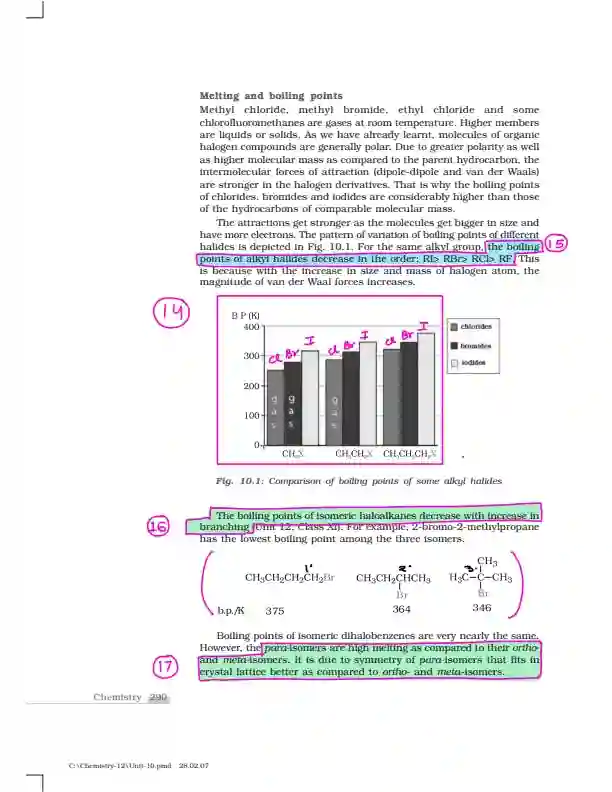 Melting and boiling points
Methyl chloride, methyl bromide, ethyl chloride and some
chlorofluoromethanes are gases at room temperature. Higher members
are liquids or solids. As we have already learnt, molecules of organic
halogen compounds are generally polar. Due to greater polarity as well
as higher molecular mass as compared to the parent hydrocarbon, the
intermolecular forces of attraction (dipole-dipole and van der Waals)
are stronger in the halogen derivatives. That is why the boiling points
of chlorides, bromides and iodides are considerably higher than those
of the hydrocarbons of comparable molecular mass.
The attractions get stronger as the molecules get bigger in size and
have more electrons. The pattern of variation of boiling points of different
halides is depicted in Fig. 10.1. For the same alkyl group, the boiling
15
points of alkyl halides decrease in the order: RI> RBr> RCl> RF. This
is because with the increase in size and mass of halogen atom, the
magnitude of van der Waal forces increases.
14
B P (K)
400
300
200
100
0
Cl Br I
Cl Br I
Cl Br I
gas
gas
gas
CH₃X CH₃CH₂X CH₃CH₂CH₂X
chlorides
bromides
iodides
Fig. 10.1: Comparison of boiling points of some alkyl halides
The boiling points of isomeric haloalkanes decrease with increase in
16
branching (Unit 12, Class XI). For example, 2-bromo-2-methylpropane
has the lowest boiling point among the three isomers.
1° 2° 3°
CH₃
CH₃CH₂CH₂CH₂Br CH₃CH₂CHCH₃ H₃C–C–CH₃
Br Br
b.p./K 375 364 346
Boiling points of isomeric dihalobenzenes are very nearly the same.
However, the para-isomers are high melting as compared to their ortho-
and meta-isomers. It is due to symmetry of para-isomers that fits in
17
crystal lattice better as compared to ortho- and meta-isomers.
Chemistry 290
C:\Chemistry-12\Unit-10.pmd 28.02.07